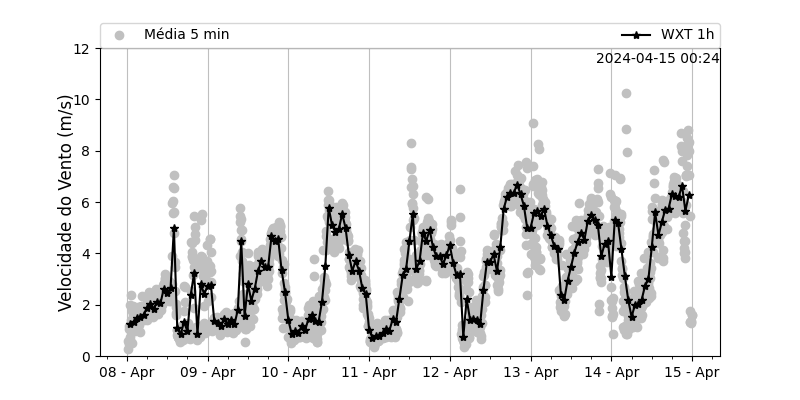 Média 5 min
WXT 1h
2024-04-15 00:24
Velocidade do Vento (m/s)
12
10
8
6
4
2
0
08 - Apr 09 - Apr 10 - Apr 11 - Apr 12 - Apr 13 - Apr 14 - Apr 15 - Apr